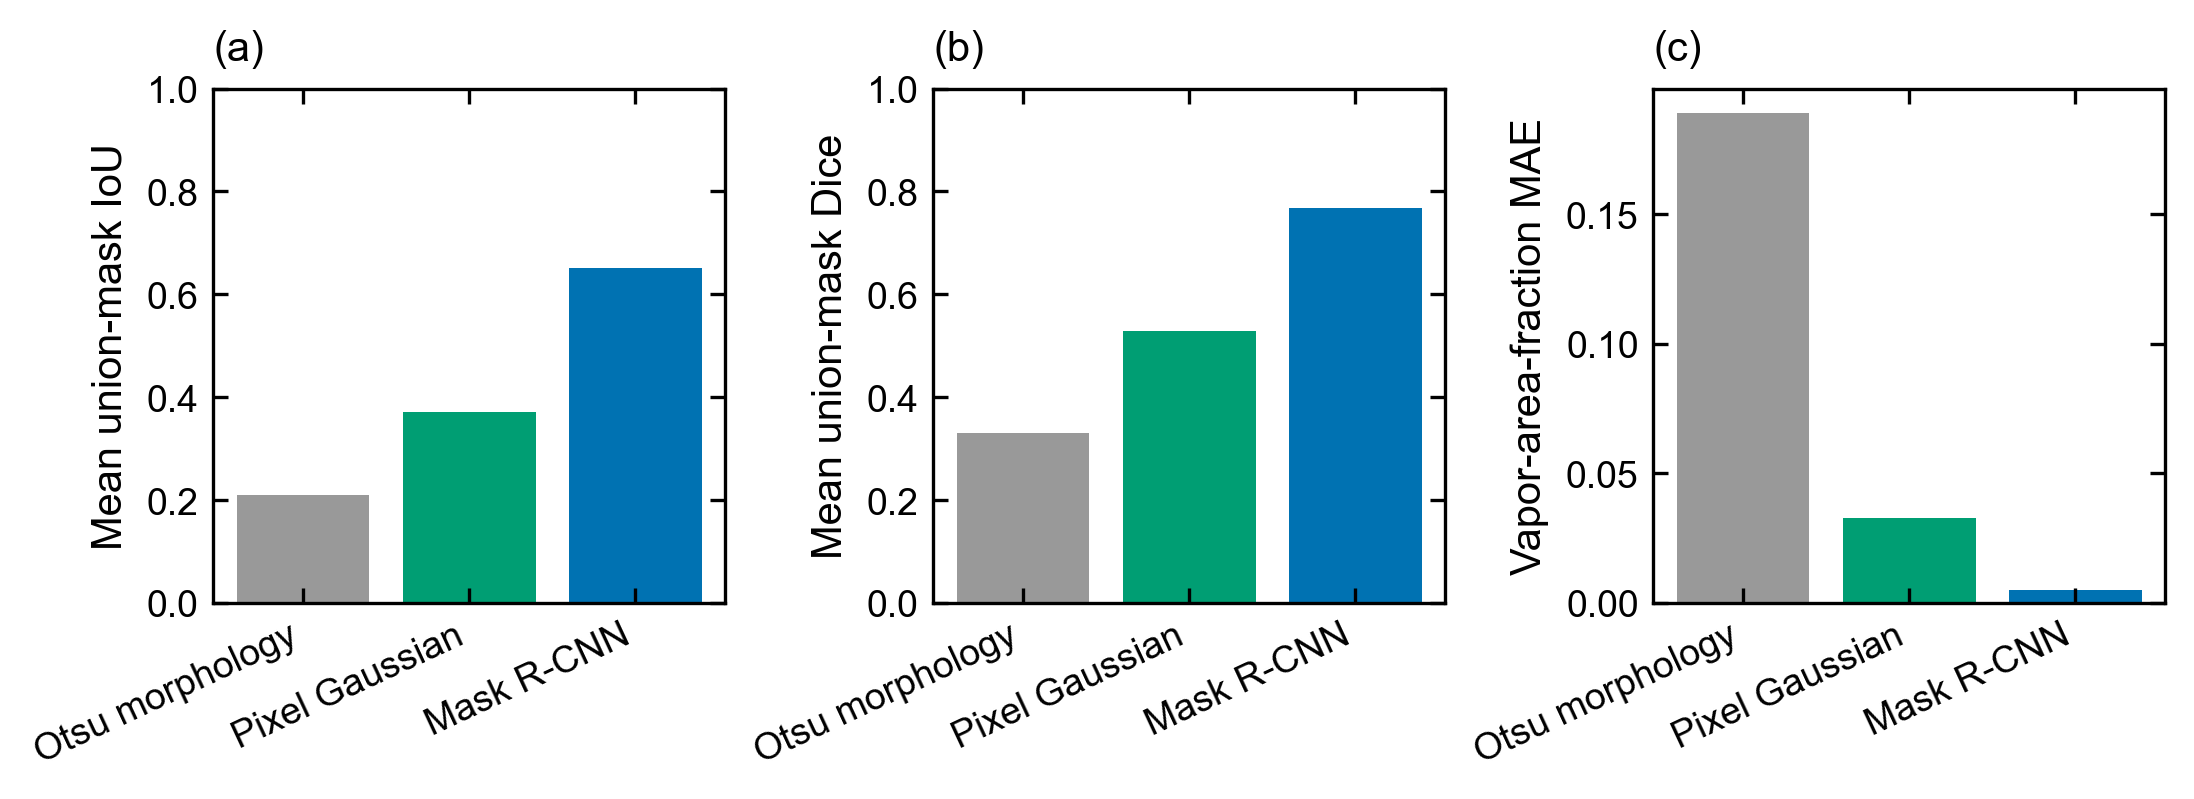 (a)
Mean union-mask IoU
1.0
0.8
0.6
0.4
0.2
0.0
Otsu morphology
Pixel Gaussian
Mask R-CNN
(b)
Mean union-mask Dice
1.0
0.8
0.6
0.4
0.2
0.0
Otsu morphology
Pixel Gaussian
Mask R-CNN
(c)
Vapor-area-fraction MAE
0.15
0.10
0.05
0.00
Otsu morphology
Pixel Gaussian
Mask R-CNN